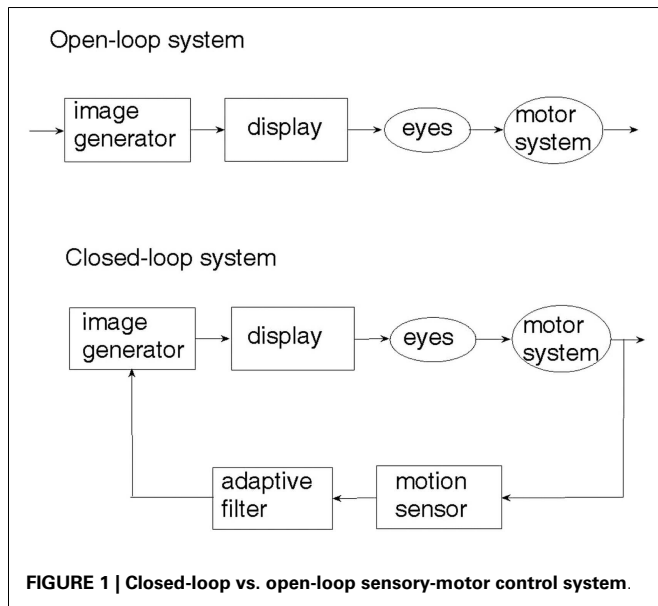 Open-loop system
image
generator
display
eyes
motor
system
Closed-loop system
image
generator
display
eyes
motor
system
adaptive
filter
motion
sensor
FIGURE 1 | Closed-loop vs. open-loop sensory-motor control system.